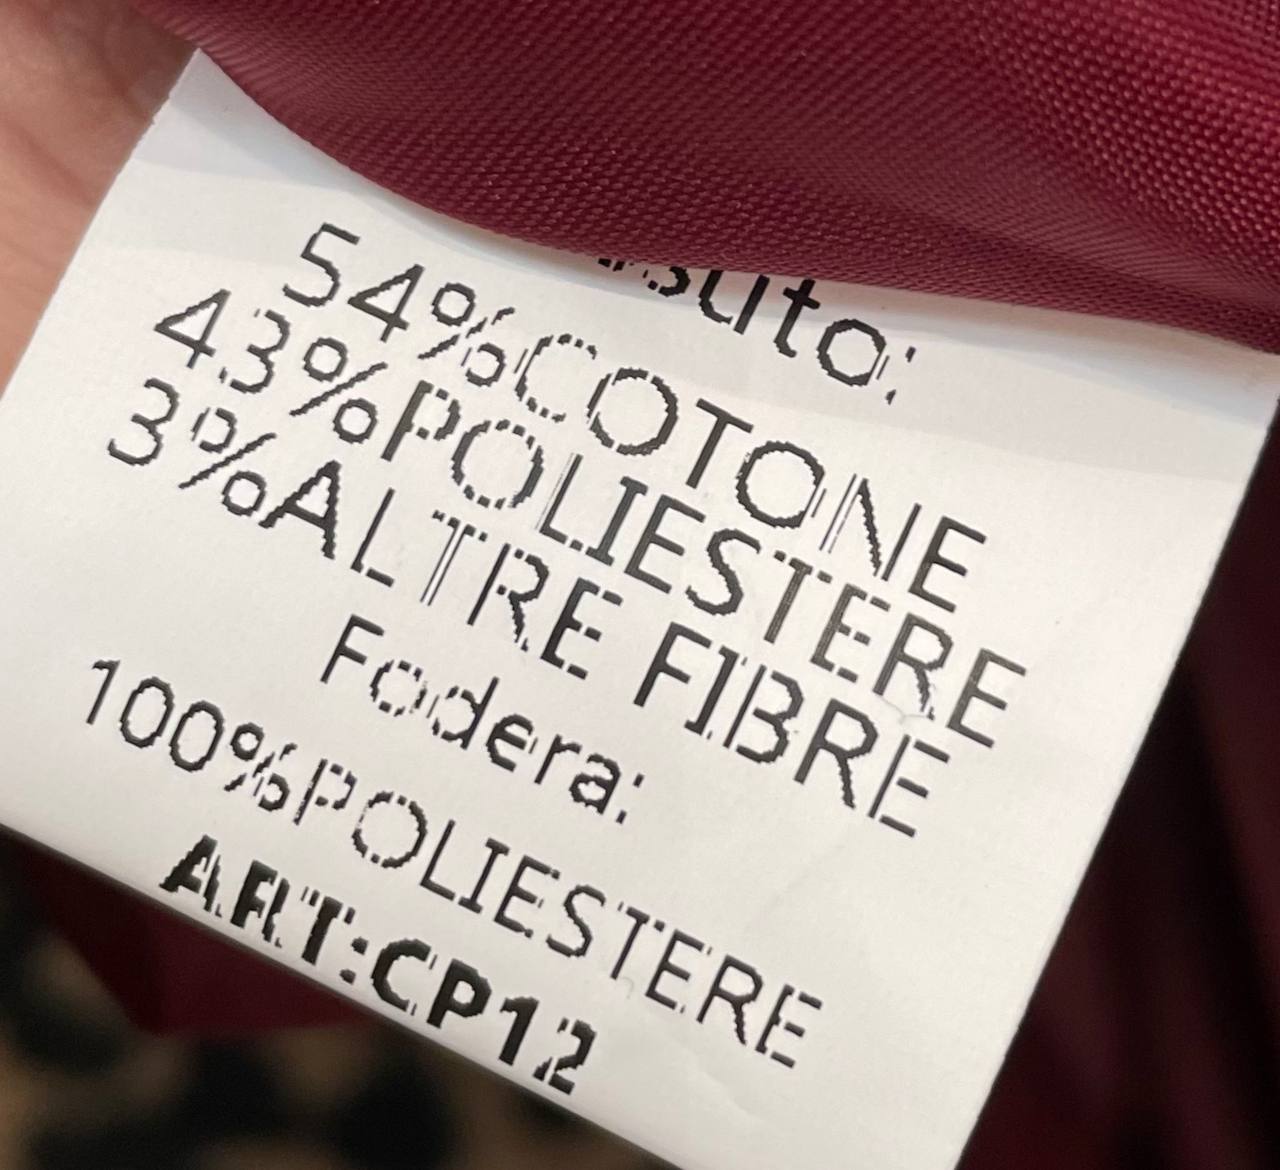 54%COTONE
43%POLIESTERE
3%ALTRE FIBRE
Fodera:
100%POLIESTERE
ART:CP12